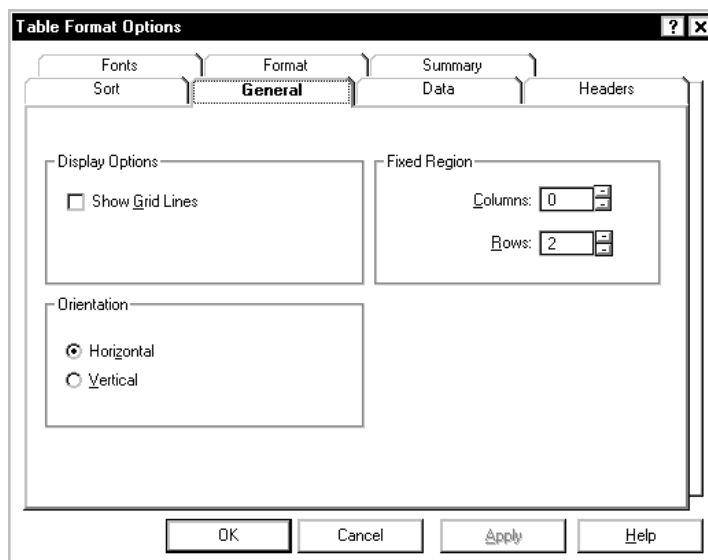 Table Format Options
Fonts Format Summary
Sort General Data Headers
Display Options
Show Grid Lines
Fixed Region
Columns: 0
Rows: 2
Orientation
Horizontal
Vertical
OK Cancel Apply Help